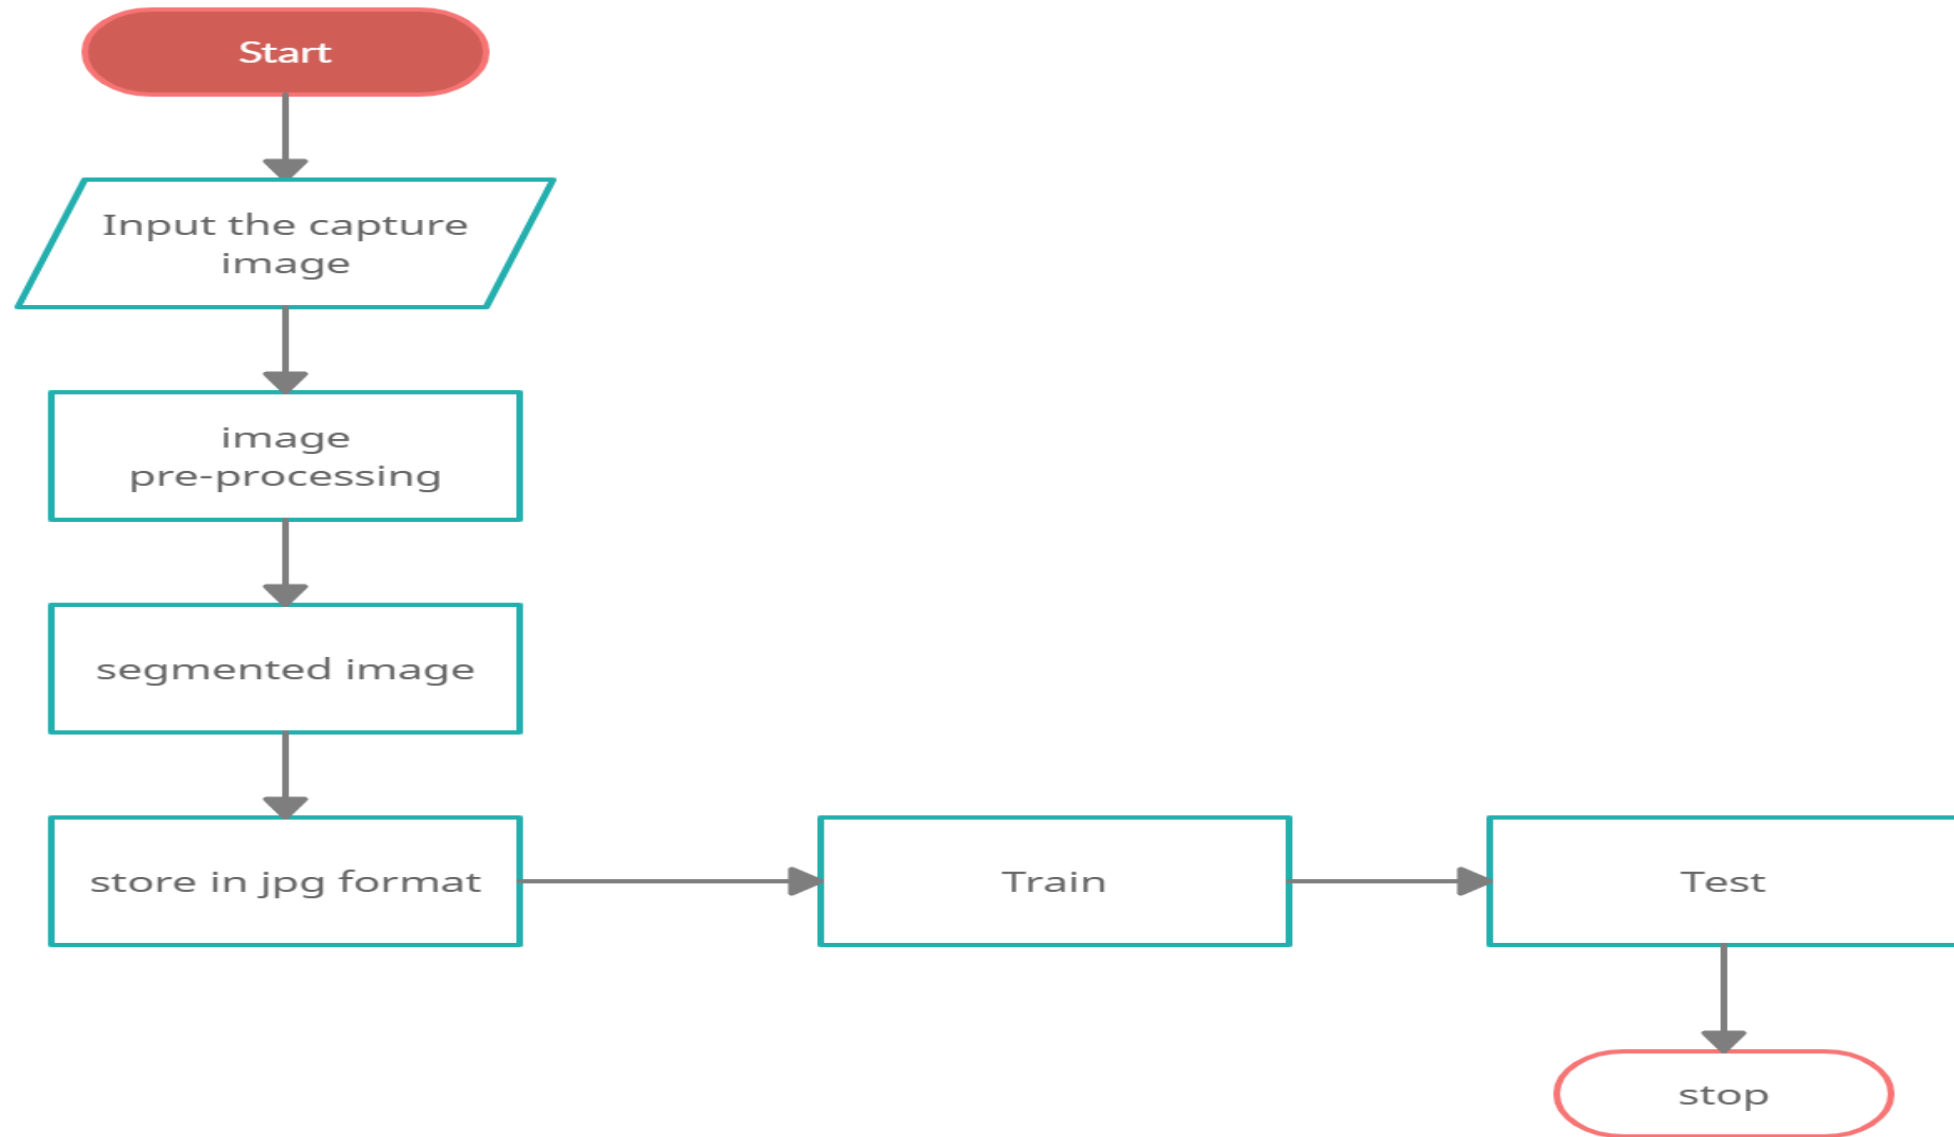 Start
Input the capture
image
image
pre-processing
segmented image
store in jpg format
Train
Test
stop